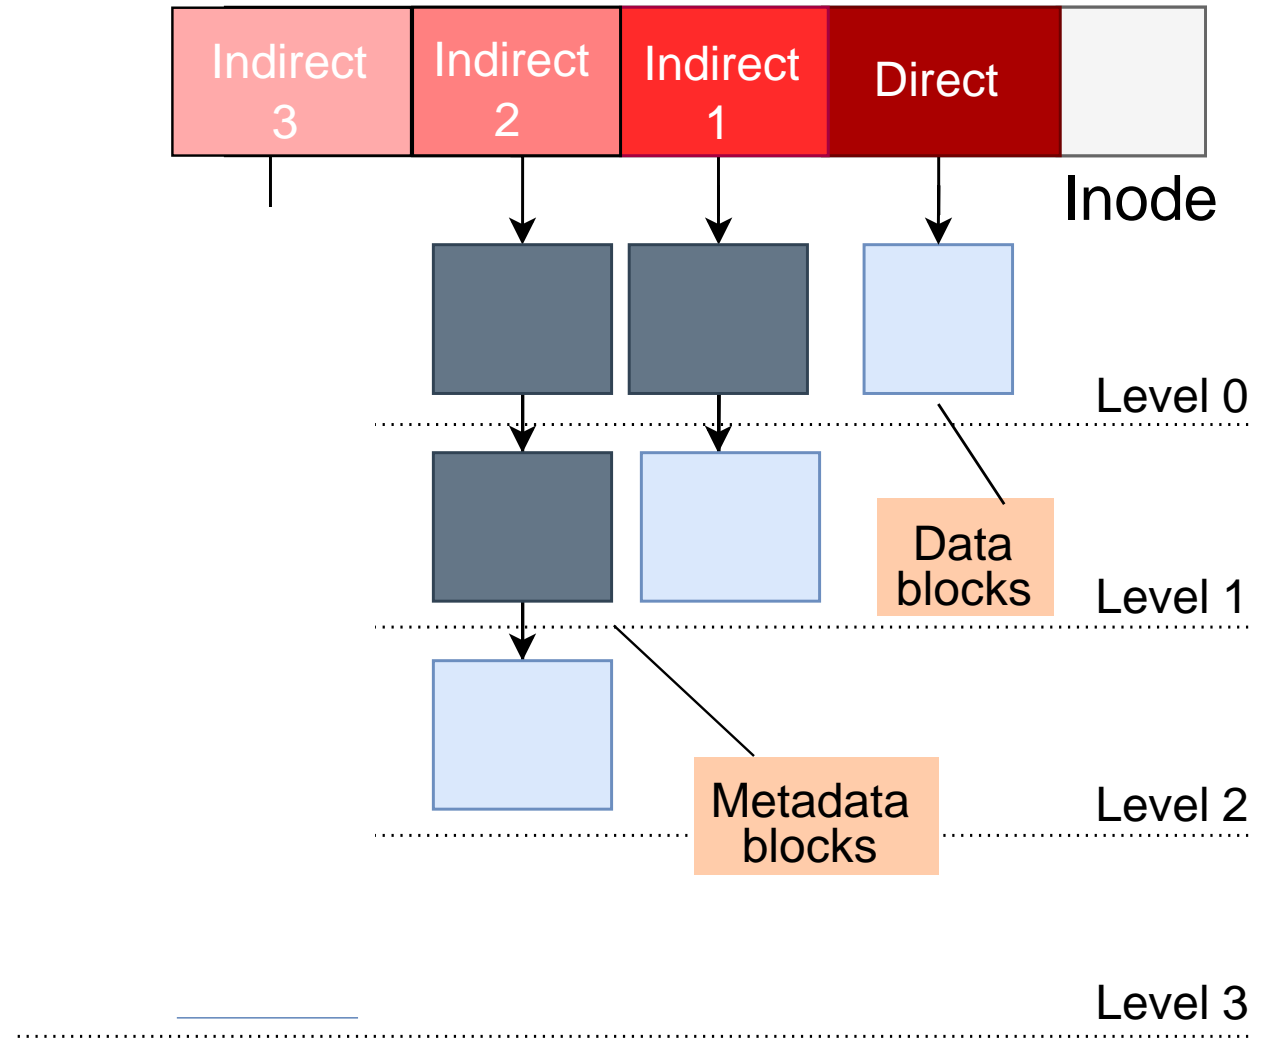 Indirect
3
Indirect
2
Indirect
1
Direct
Inode
Level 0
Data
blocks
Level 1
Metadata
blocks
Level 2
Level 3